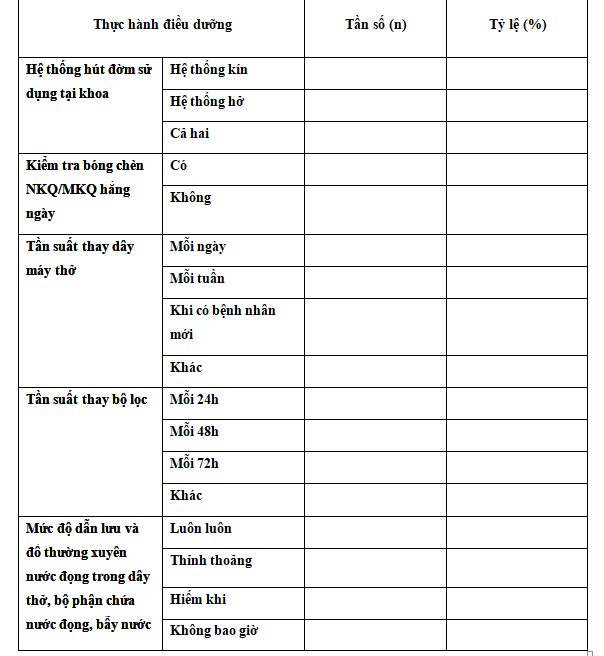 Thực hành điều dưỡng
Tần số (n)
Tỷ lệ (%)
Hệ thống hút đờm sử
dụng tại khoa
Hệ thống kín
Hệ thống hở
Cả hai
Kiểm tra bóng chèn
NKQ/MKQ hằng
ngày
Có
Không
Tần suất thay dây
máy thở
Mỗi ngày
Mỗi tuần
Khi có bệnh nhân
mới
Khác
Tần suất thay bộ lọc
Mỗi 24h
Mỗi 48h
Mỗi 72h
Khác
Mức độ dẫn lưu và
đổ thường xuyên
nước đọng trong dây
thở, bộ phận chứa
nước đọng, bẫy nước
Luôn luôn
Thỉnh thoảng
Hiếm khi
Không bao giờ